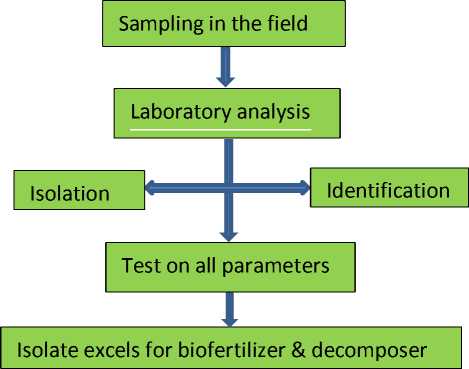 Sampling in the field
Laboratory analysis
Isolation
Identification
Test on all parameters
Isolate excels for biofertilizer & decomposer